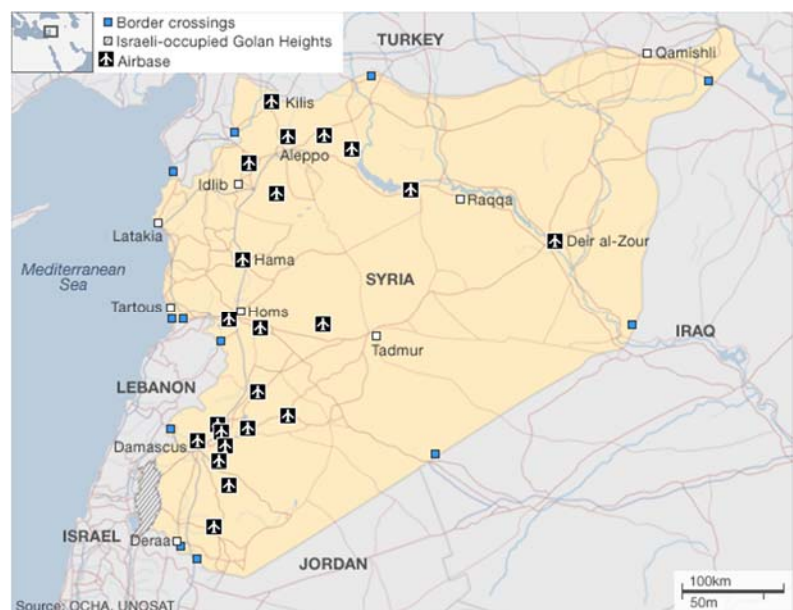 Border crossings
Israeli-occupied Golan Heights
Airbase
TURKEY
Qamishli
Kilis
Aleppo
Idlib
Raqqa
Latakia
Deir al-Zour
Hama
Mediterranean
Sea
SYRIA
Tartous
Homs
IRAQ
Tadmur
LEBANON
Damascus
ISRAEL
Deraa
JORDAN
100km
50m
Source: OCHA, UNOSAT